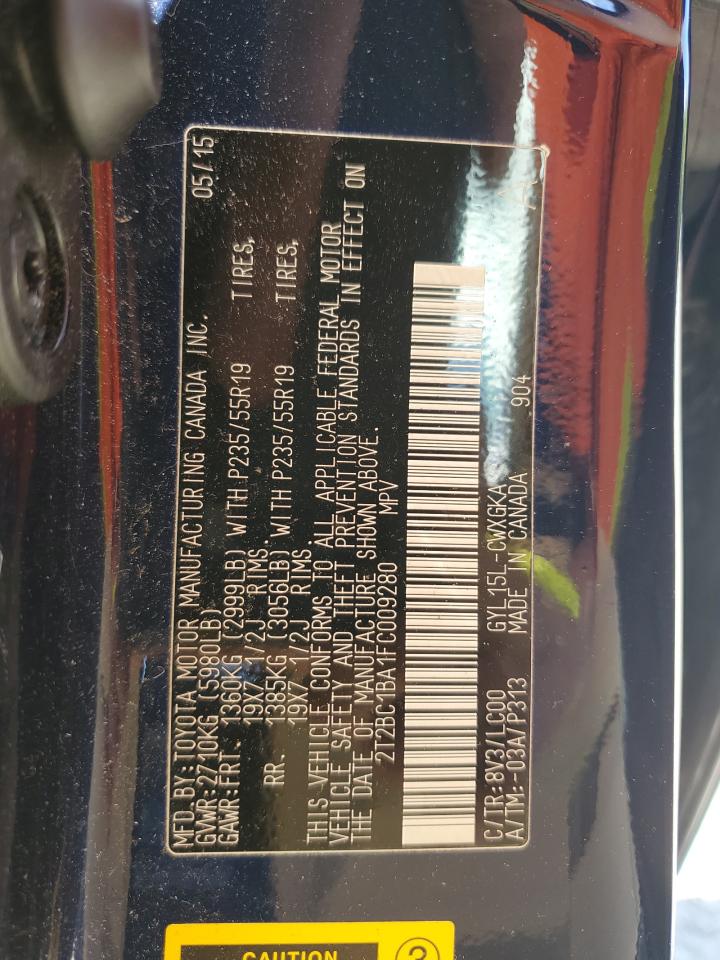 MFD.BY:TOYOTA MOTOR MANUFACTURING CANADA INC. 05/15
GVWR:2710KG (5980LB)
GAWR:FRT. 1360KG (2999LB) WITH P235/55R19 TIRES,
19X7 1/2J RIMS.
RR. 1385KG (3056LB) WITH P235/55R19 TIRES,
19X7 1/2J RIMS.
THIS VEHICLE CONFORMS TO ALL APPLICABLE FEDERAL MOTOR
VEHICLE SAFETY AND THEFT PREVENTION STANDARDS IN EFFECT ON
THE DATE OF MANUFACTURE SHOWN ABOVE.
2T2BC1BA1FC009280 MPV
C/TR:8V3/LC00 GYL15L-CWXGKA A
A/TM:-03A/P313 MADE IN CANADA 904
CAUTION 3